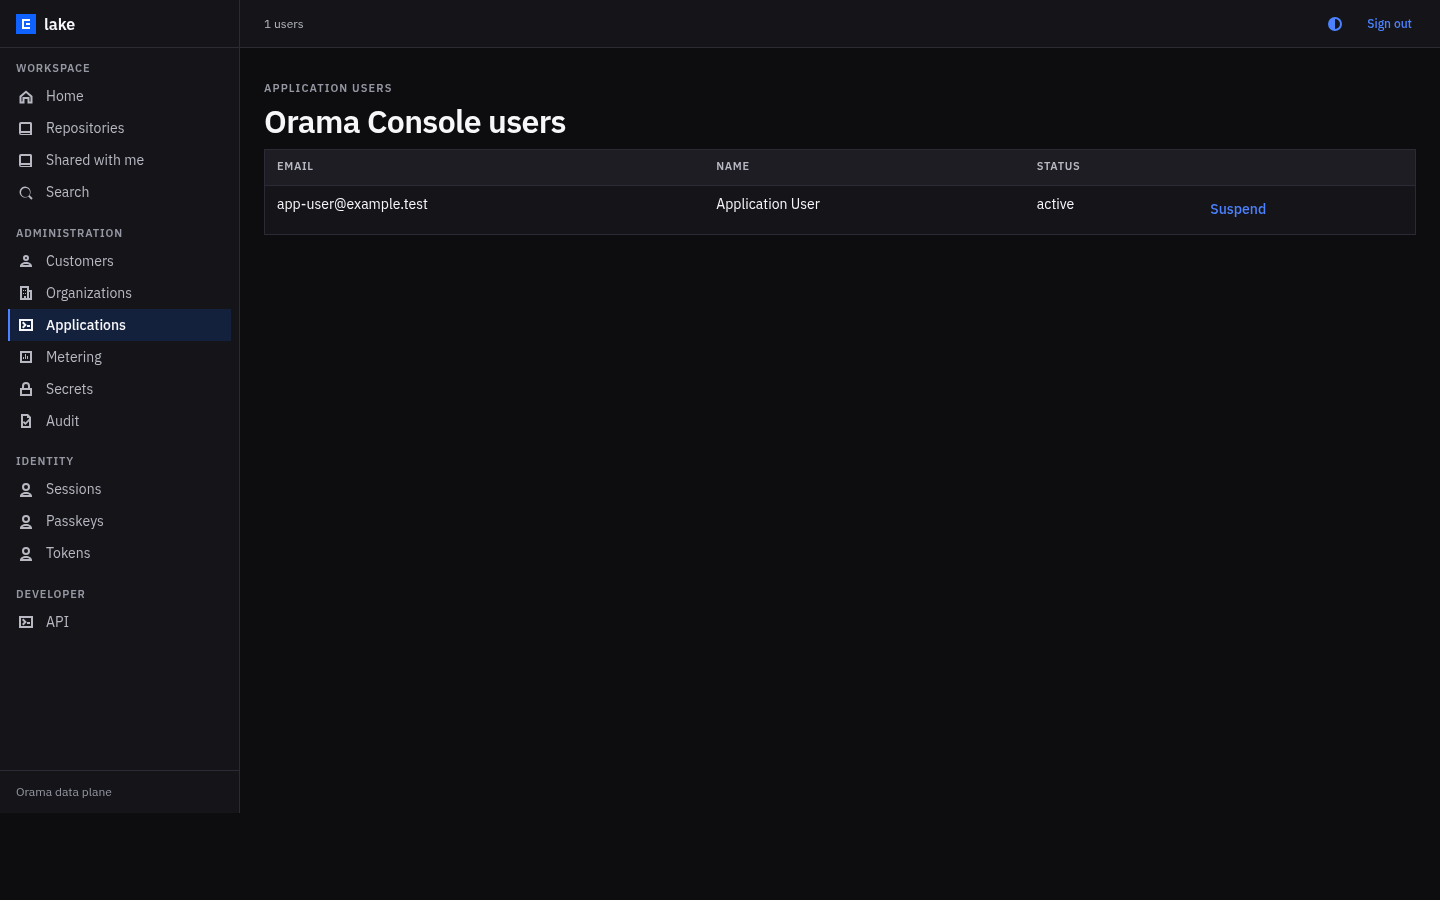 lake
1 users
Sign out
WORKSPACE
Home
Repositories
Shared with me
Search
ADMINISTRATION
Customers
Organizations
Applications
Metering
Secrets
Audit
IDENTITY
Sessions
Passkeys
Tokens
DEVELOPER
API
Orama data plane
APPLICATION USERS
Orama Console users
EMAIL NAME STATUS
app-user@example.test Application User active Suspend